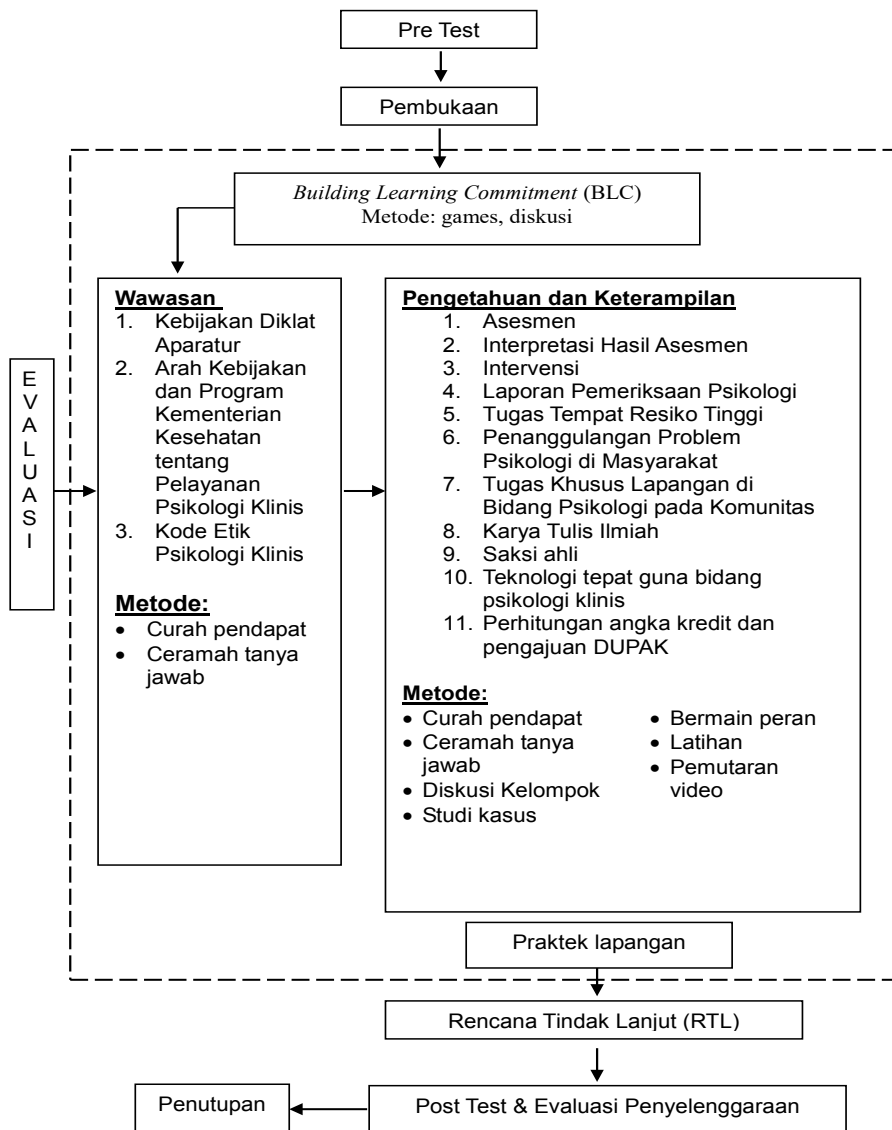 Pre Test
Pembukaan
Building Learning Commitment (BLC)
Metode: games, diskusi
E
V
A
L
U
A
S
I
Wawasan
1. Kebijakan Diklat
Aparatur
2. Arah Kebijakan
dan Program
Kementerian
Kesehatan
tentang
Pelayanan
Psikologi Klinis
3. Kode Etik
Psikologi Klinis
Metode:
• Curah pendapat
• Ceramah tanya
jawab
Pengetahuan dan Keterampilan
1. Asesmen
2. Interpretasi Hasil Asesmen
3. Intervensi
4. Laporan Pemeriksaan Psikologi
5. Tugas Tempat Resiko Tinggi
6. Penanggulangan Problem
Psikologi di Masyarakat
7. Tugas Khusus Lapangan di
Bidang Psikologi pada Komunitas
8. Karya Tulis Ilmiah
9. Saksi ahli
10. Teknologi tepat guna bidang
psikologi klinis
11. Perhitungan angka kredit dan
pengajuan DUPAK
Metode:
• Curah pendapat
• Ceramah tanya
jawab
• Diskusi Kelompok
• Studi kasus
• Bermain peran
• Latihan
• Pemutaran
video
Praktek lapangan
Rencana Tindak Lanjut (RTL)
Post Test & Evaluasi Penyelenggaraan
Penutupan